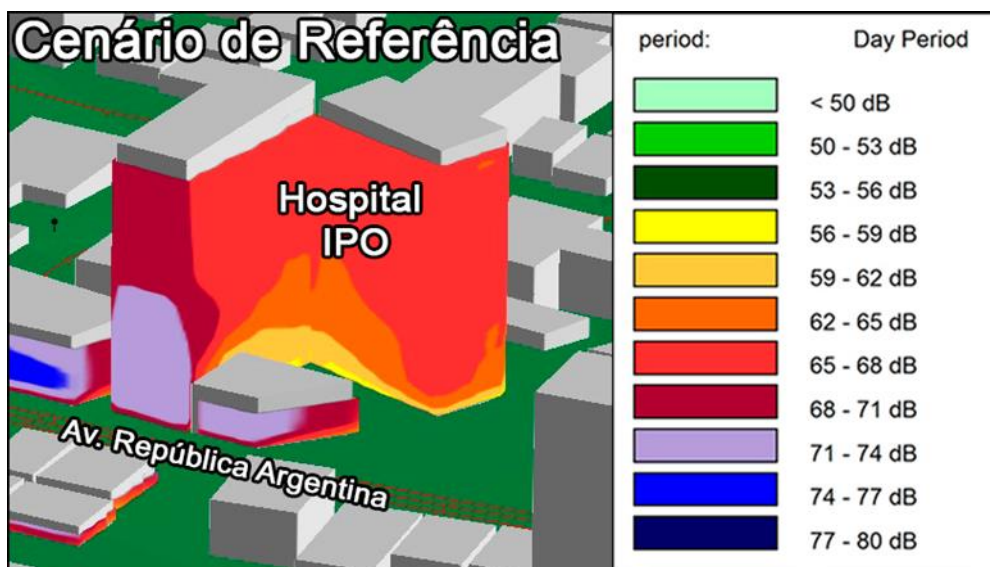 Cenário de Referência
Hospital
IPO
Av. República Argentina
period: Day Period
< 50 dB
50 - 53 dB
53 - 56 dB
56 - 59 dB
59 - 62 dB
62 - 65 dB
65 - 68 dB
68 - 71 dB
71 - 74 dB
74 - 77 dB
77 - 80 dB